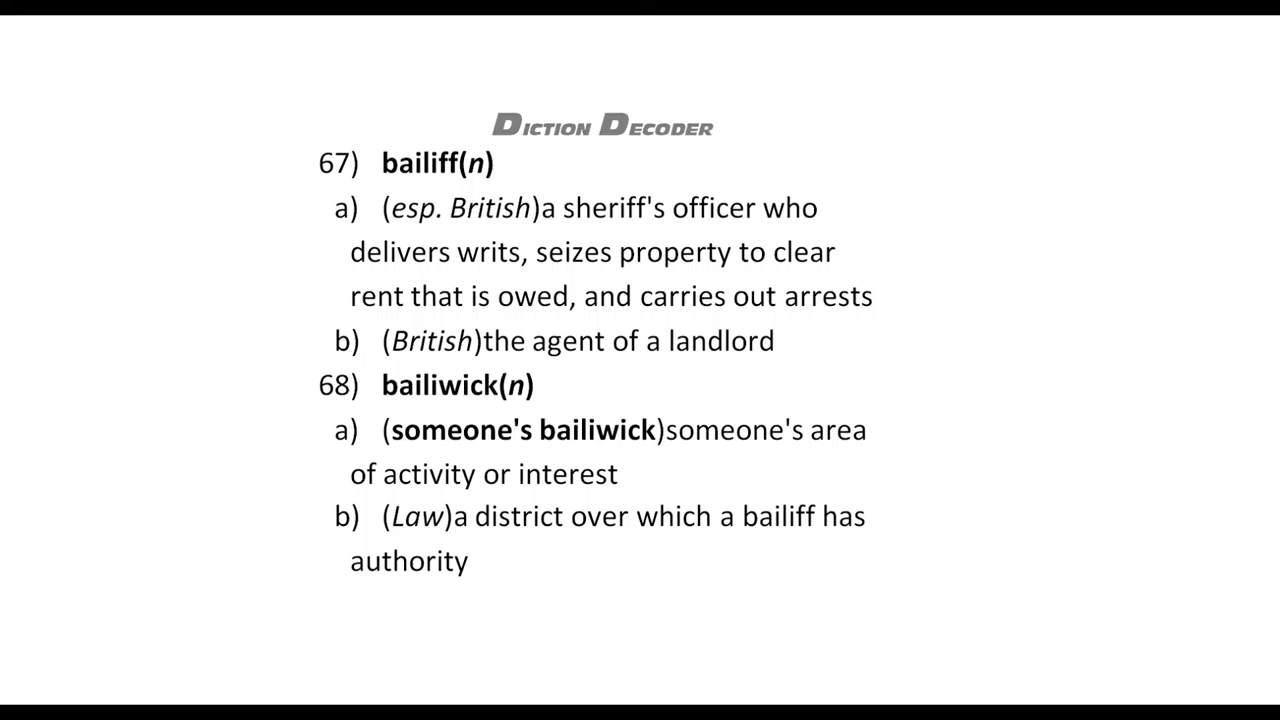 DICTION DECODER
67) bailiff(n)
a) (esp. British)a sheriff's officer who
delivers writs, seizes property to clear
rent that is owed, and carries out arrests
b) (British)the agent of a landlord
68) bailiwick(n)
a) (someone's bailiwick)someone's area
of activity or interest
b) (Law)a district over which a bailiff has
authority